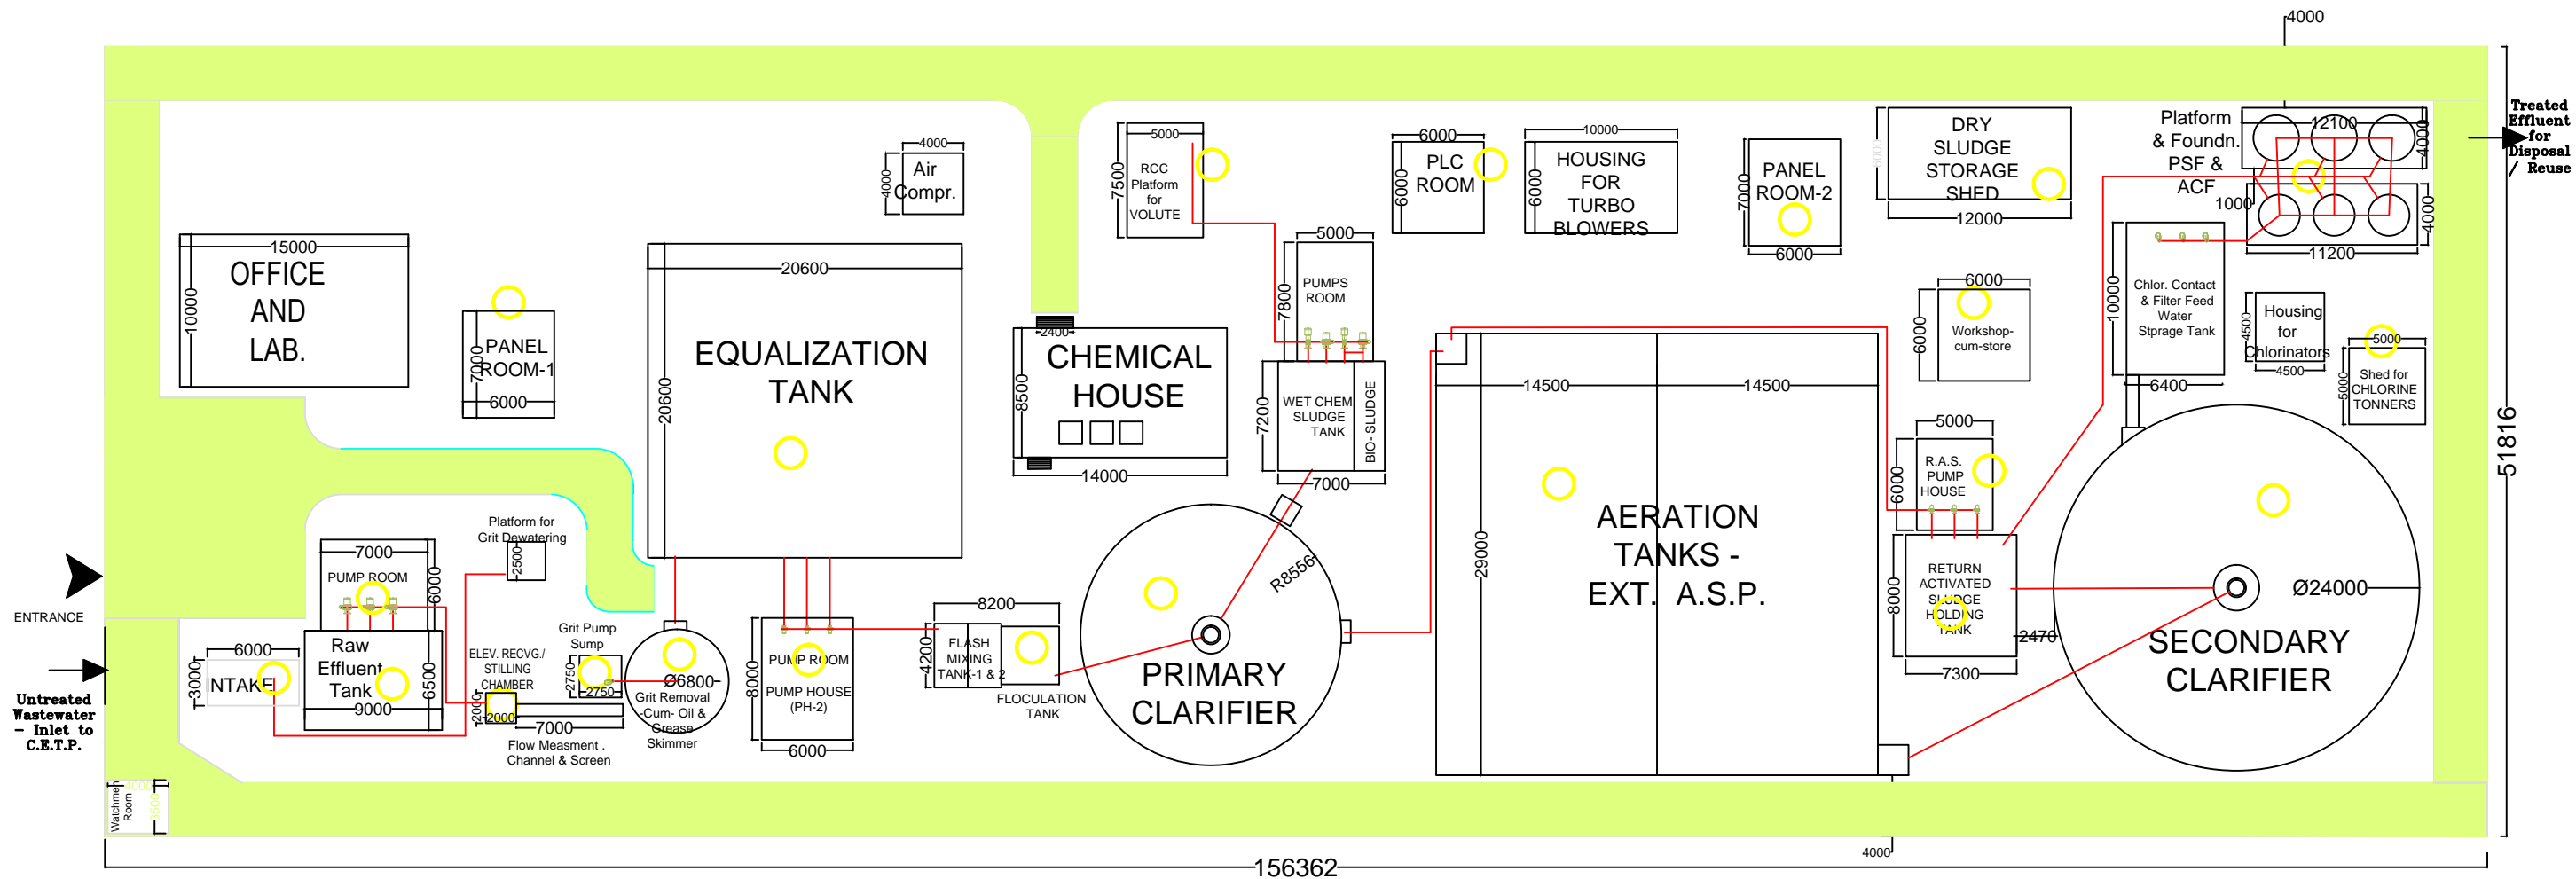 4000
Treated
Effluent
for
Disposal
/ Reuse
51816
156362
4000
ENTRANCE
Untreated
Wastewater
- Inlet to
C.E.T.P.
Watchmen
Room
4000
3500
15000
10000
OFFICE
AND
LAB.
PANEL
ROOM-1
7000
6000
4000
4000
Air
Compr.
20600
20600
EQUALIZATION
TANK
2400
8500
CHEMICAL
HOUSE
14000
5000
7500
RCC
Platform
for
VOLUTE
5000
7800
PUMPS
ROOM
7200
WET CHEM.
SLUDGE
TANK
BIO- SLUDGE
7000
6000
6000
PLC
ROOM
10000
6000
HOUSING
FOR
TURBO
BLOWERS
7000
PANEL
ROOM-2
6000
6000
DRY
SLUDGE
STORAGE
SHED
12000
Platform
& Foundn.
PSF &
ACF
12100
4000
1000
4000
11200
10000
Chlor. Contact
& Filter Feed
Water
Stprage Tank
6400
4500
Housing
for
Chlorinators
4500
5000
5000
Shed for
CHLORINE
TONNERS
6000
6000
Workshop-
cum-store
5000
6000
R.A.S.
PUMP
HOUSE
8000
RETURN
ACTIVATED
SLUDGE
HOLDING
TANK
2470
7300
Ø24000
SECONDARY
CLARIFIER
14500
14500
29000
AERATION
TANKS -
EXT. A.S.P.
R8556
PRIMARY
CLARIFIER
8200
4200
FLASH
MIXING
TANK-1 & 2
FLOCULATION
TANK
8000
PUMP ROOM
PUMP HOUSE
(PH-2)
6000
Ø6800
Grit Removal
-Cum- Oil &
Grease
Skimmer
Grit Pump
Sump
2750
2750
Platform for
Grit Dewatering
2500
ELEV. RECVG./
STILLING
CHAMBER
2000
2000
7000
Flow Measment .
Channel & Screen
7000
PUMP ROOM
6000
Raw
Effluent
Tank
6500
9000
6000
3000
INTAKE